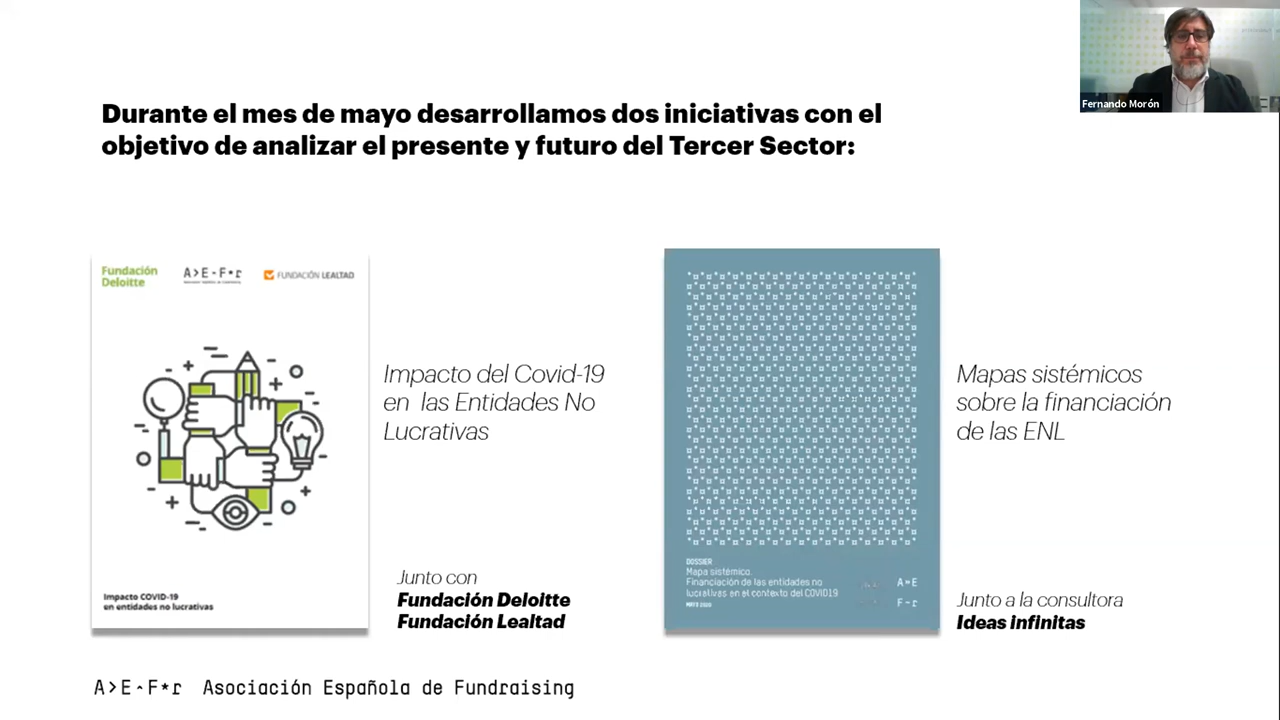 Fernando Morón
Durante el mes de mayo desarrollamos dos iniciativas con el
objetivo de analizar el presente y futuro del Tercer Sector:
Fundación
Deloitte
A>E-F*r
FUNDACIÓN LEALTAD
Impacto COVID-19
en entidades no lucrativas
Impacto del Covid-19
en las Entidades No
Lucrativas
Junto con
Fundación Deloitte
Fundación Lealtad
DOSSIER
Mapa sistémico.
Financiación de las entidades no
lucrativas en el contexto del COVID19
MAYO 2020
A*E
F-r
Mapas sistémicos
sobre la financiación
de las ENL
Junto a la consultora
Ideas infinitas
A>E-F*r Asociación Española de Fundraising